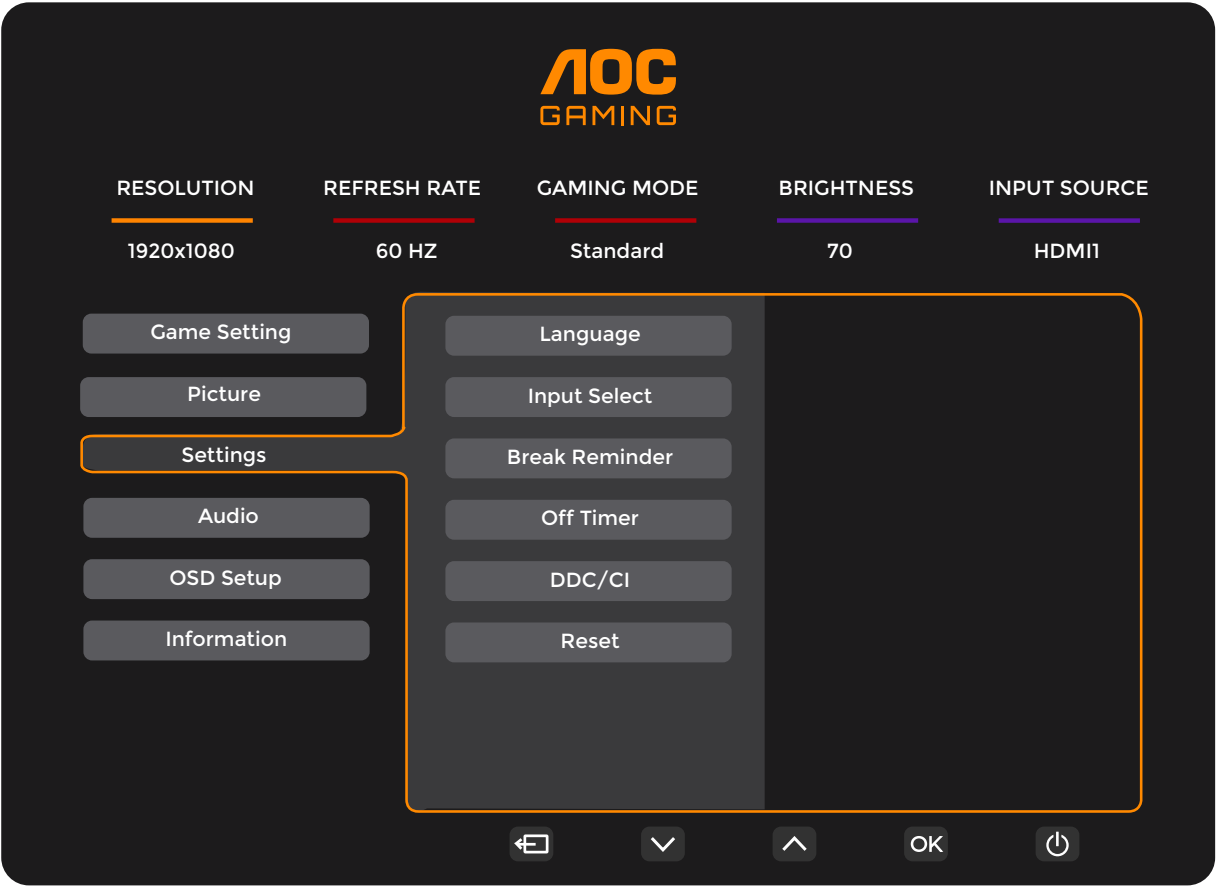 AOC
GAMING
RESOLUTION REFRESH RATE GAMING MODE BRIGHTNESS INPUT SOURCE
1920x1080 60 HZ Standard 70 HDMI1
Game Setting
Picture
Settings
Audio
OSD Setup
Information
Language
Input Select
Break Reminder
Off Timer
DDC/CI
Reset
OK